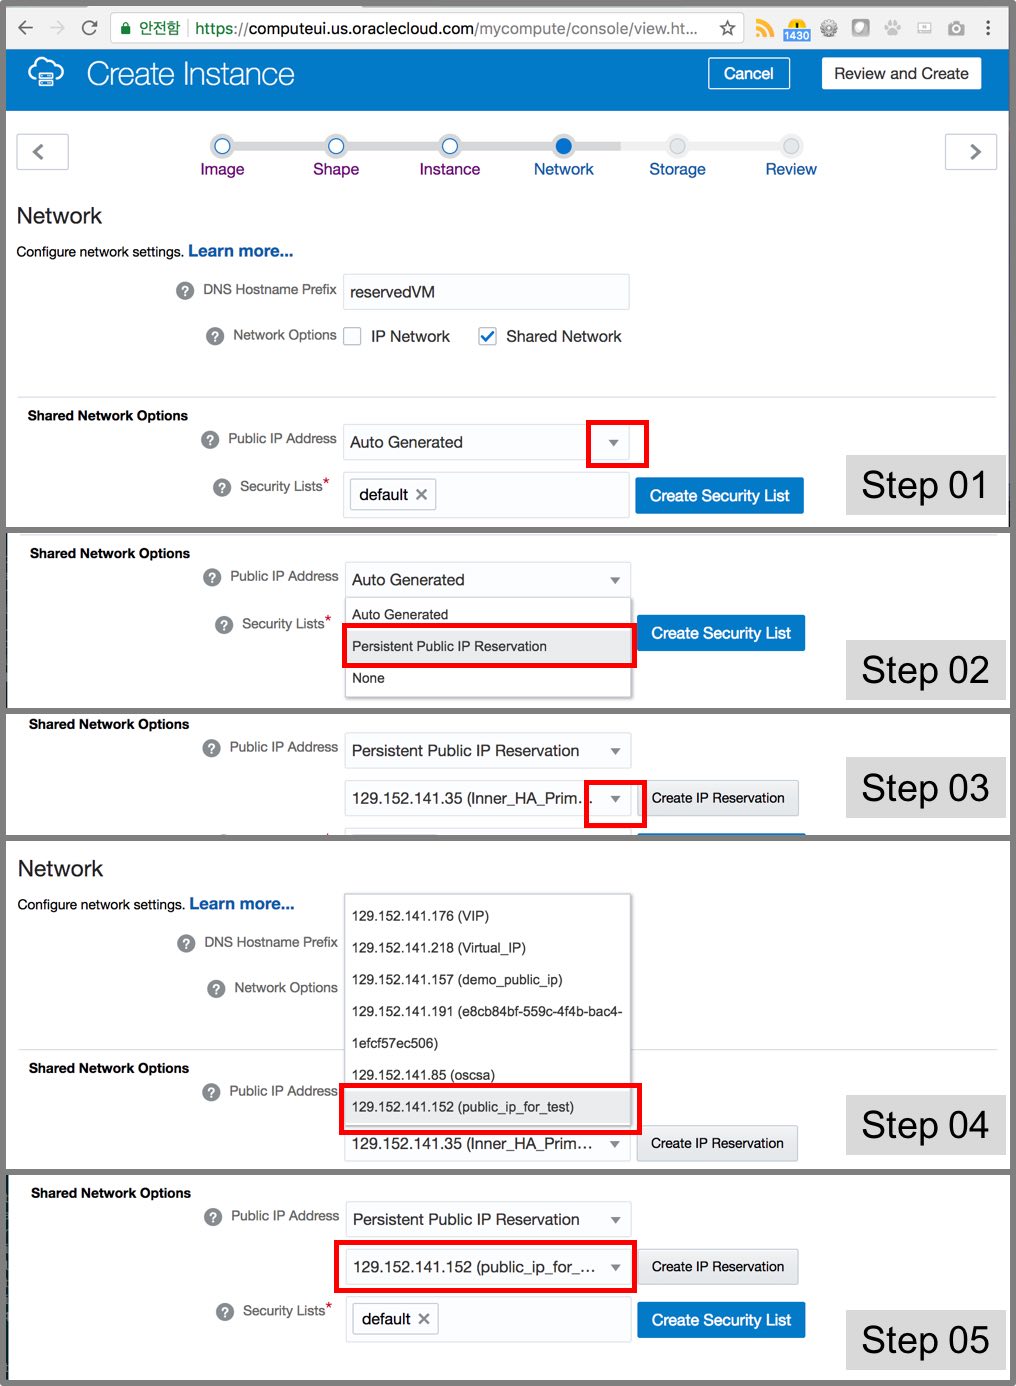 안전함 https://computeui.us.oraclecloud.com/mycompute/console/view.ht... 1430
Create Instance Cancel Review and Create
Image Shape Instance Network Storage Review
Network
Configure network settings. Learn more...
DNS Hostname Prefix reservedVM
Network Options IP Network Shared Network
Shared Network Options
Public IP Address Auto Generated
Security Lists* default Create Security List
Step 01
Shared Network Options
Public IP Address Auto Generated
Auto Generated
Security Lists* Create Security List
Persistent Public IP Reservation
None
Step 02
Shared Network Options
Public IP Address Persistent Public IP Reservation
129.152.141.35 (Inner_HA_Prim... Create IP Reservation
Step 03
Network
Configure network settings. Learn more...
129.152.141.176 (VIP)
DNS Hostname Prefix 129.152.141.218 (Virtual_IP)
129.152.141.157 (demo_public_ip)
Network Options
129.152.141.191 (e8cb84bf-559c-4f4b-bac4-
1efcf57ec506)
Shared Network Options
129.152.141.85 (oscsa)
Public IP Address
129.152.141.152 (public_ip_for_test)
129.152.141.35 (Inner_HA_Prim... Create IP Reservation
Step 04
Shared Network Options
Public IP Address Persistent Public IP Reservation
129.152.141.152 (public_ip_for_... Create IP Reservation
Security Lists* default Create Security List
Step 05